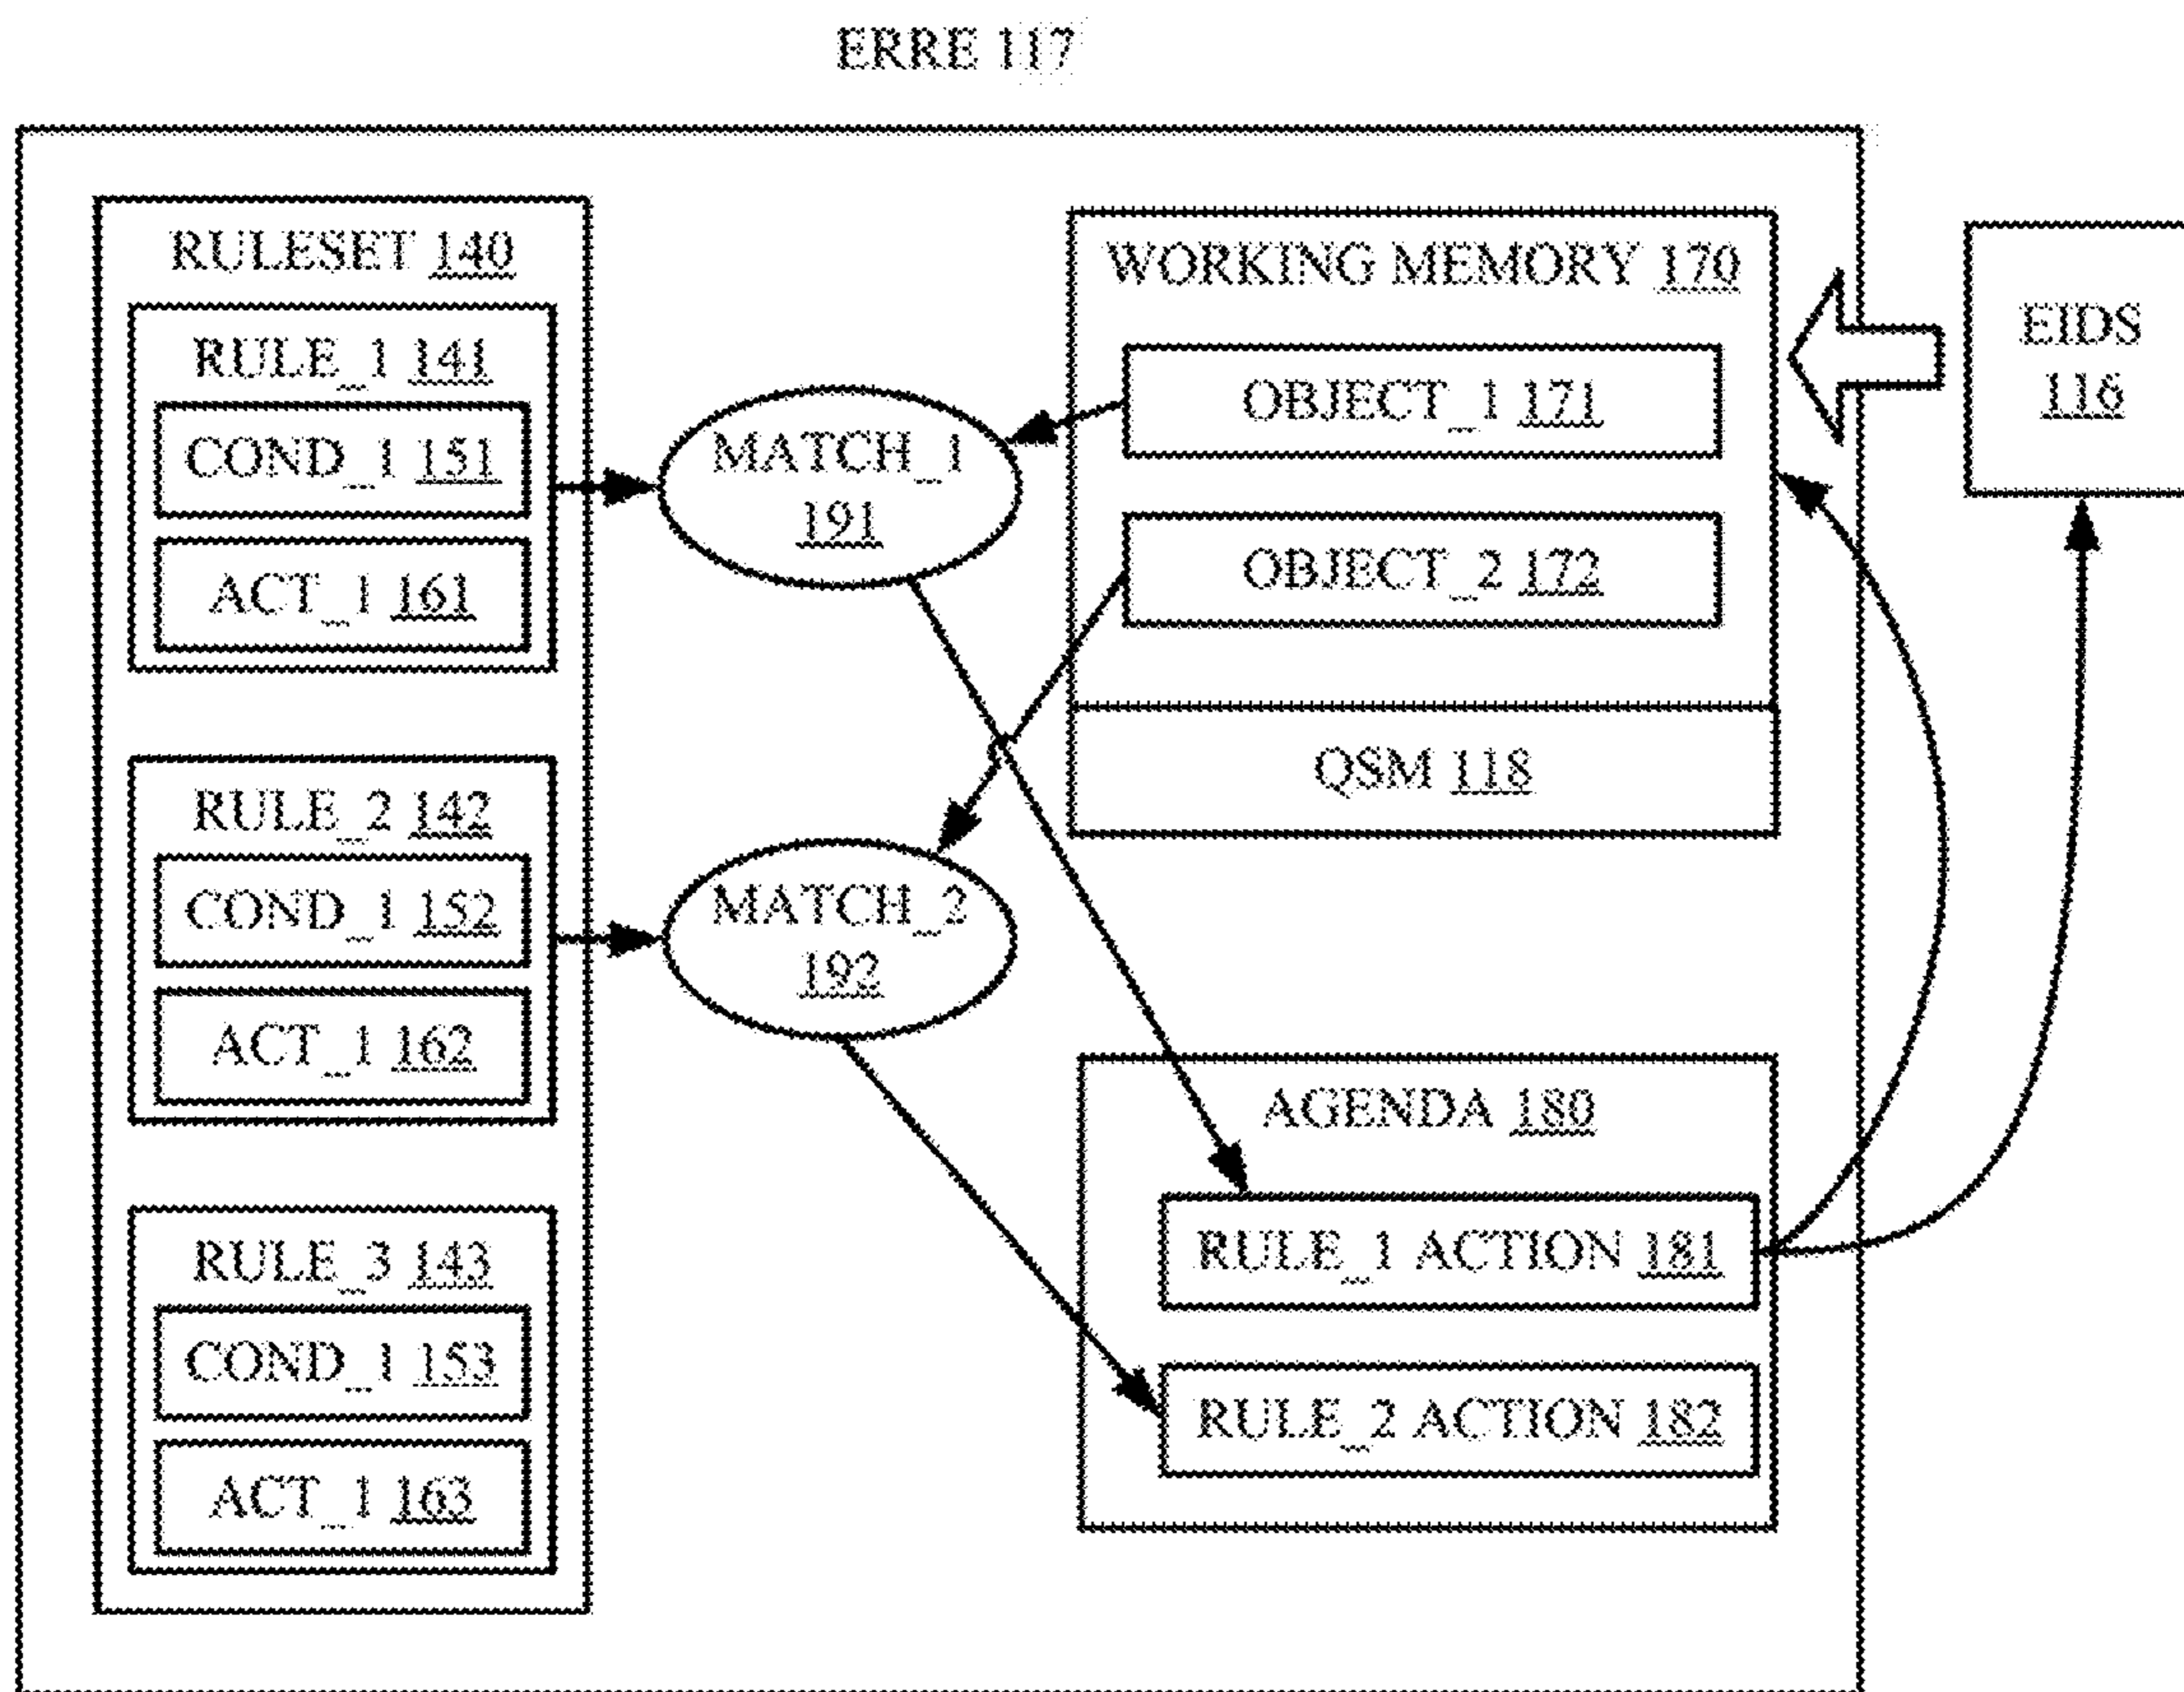 ERRE 117
RULESET 140
RULE_1 141
COND_1 151
ACT_1 161
RULE_2 142
COND_1 152
ACT_1 162
RULE_3 143
COND_1 153
ACT_1 163
MATCH_1
191
MATCH_2
192
WORKING MEMORY 170
OBJECT_1 171
OBJECT_2 172
QSM 118
AGENDA 180
RULE_1 ACTION 181
RULE_2 ACTION 182
EIDS
116